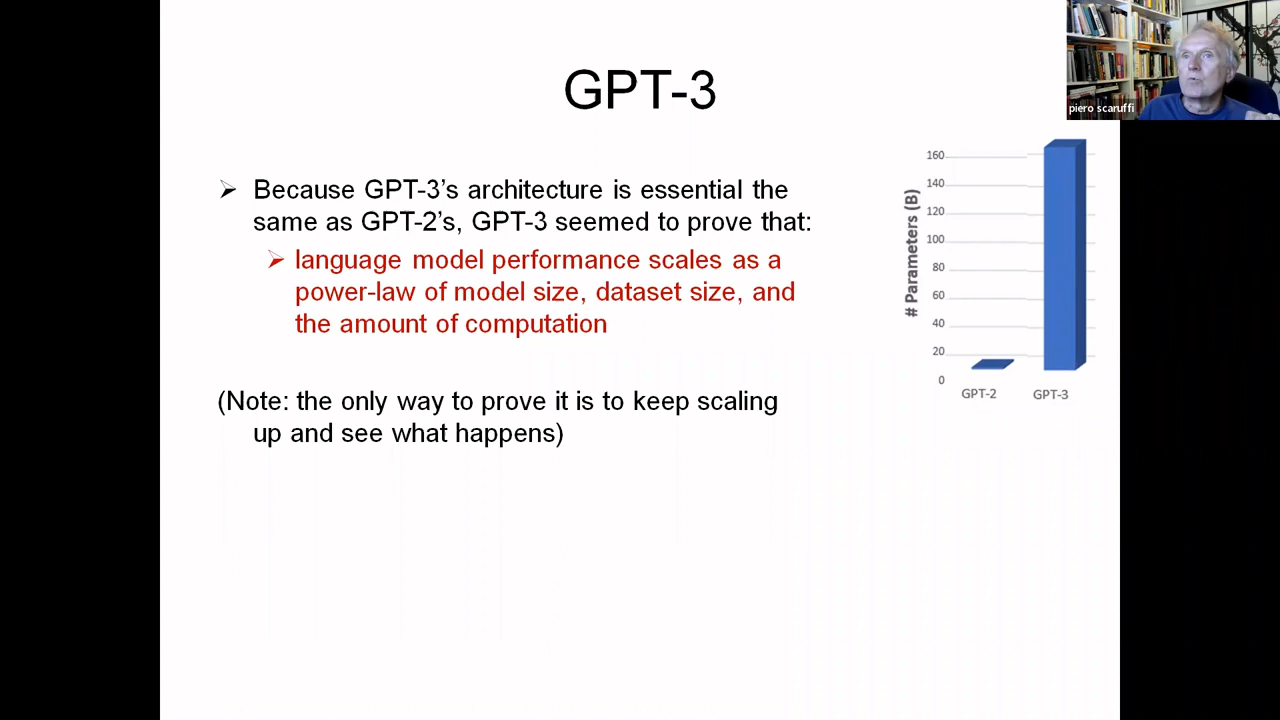 GPT-3
piero scaruffi
➢ Because GPT-3’s architecture is essential the
same as GPT-2’s, GPT-3 seemed to prove that:
➢ language model performance scales as a
power-law of model size, dataset size, and
the amount of computation
(Note: the only way to prove it is to keep scaling
up and see what happens)
# Parameters (B)
160
140
120
100
80
60
40
20
0
GPT-2 GPT-3